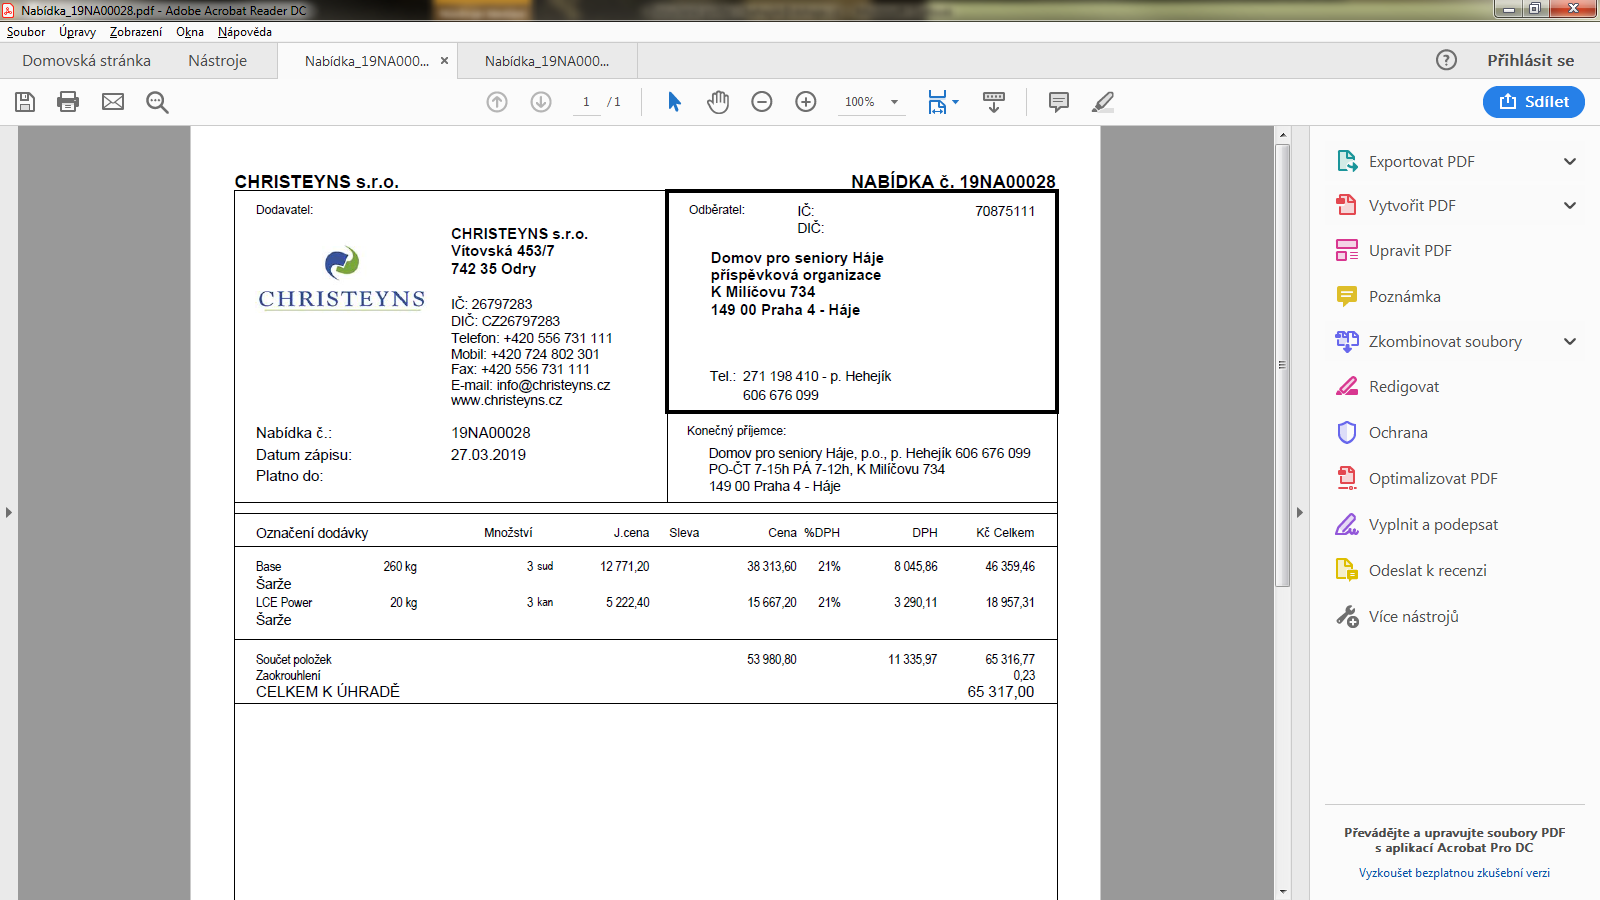 Nabídka_19NA00028.pdf - Adobe Acrobat Reader DC
Soubor Úpravy Zobrazení Okna Nápověda
Domovská stránka Nástroje Nabídka_19NA000... × Nabídka_19NA000... Přihlásit se
1 / 1 100% Sdílet
CHRISTEYNS s.r.o. NABÍDKA č. 19NA00028
Dodavatel:
CHRISTEYNS
CHRISTEYNS s.r.o.
Vítovská 453/7
742 35 Odry
IČ: 26797283
DIČ: CZ26797283
Telefon: +420 556 731 111
Mobil: +420 724 802 301
Fax: +420 556 731 111
E-mail: info@christeyns.cz
www.christeyns.cz
Nabídka č.: 19NA00028
Datum zápisu: 27.03.2019
Platno do:
Odběratel: IČ: 70875111
DIČ:
Domov pro seniory Háje
příspěvková organizace
K Milíčovu 734
149 00 Praha 4 - Háje
Tel.: 271 198 410 - p. Hehejík
606 676 099
Konečný příjemce:
Domov pro seniory Háje, p.o., p. Hehejík 606 676 099
PO-ČT 7-15h PÁ 7-12h, K Milíčovu 734
149 00 Praha 4 - Háje
Označení dodávky Množství J.cena Sleva Cena %DPH DPH Kč Celkem
Base 260 kg 3 sud 12 771,20 38 313,60 21% 8 045,86 46 359,46
Šarže
LCE Power 20 kg 3 kan 5 222,40 15 667,20 21% 3 290,11 18 957,31
Šarže
Součet položek 53 980,80 11 335,97 65 316,77
Zaokrouhlení 0,23
CELKEM K ÚHRADĚ 65 317,00
Exportovat PDF
Vytvořit PDF
Upravit PDF
Poznámka
Zkombinovat soubory
Redigovat
Ochrana
Optimalizovat PDF
Vyplnit a podepsat
Odeslat k recenzi
Více nástrojů
Převádějte a upravujte soubory PDF
s aplikací Acrobat Pro DC
Vyzkoušet bezplatnou zkušební verzi